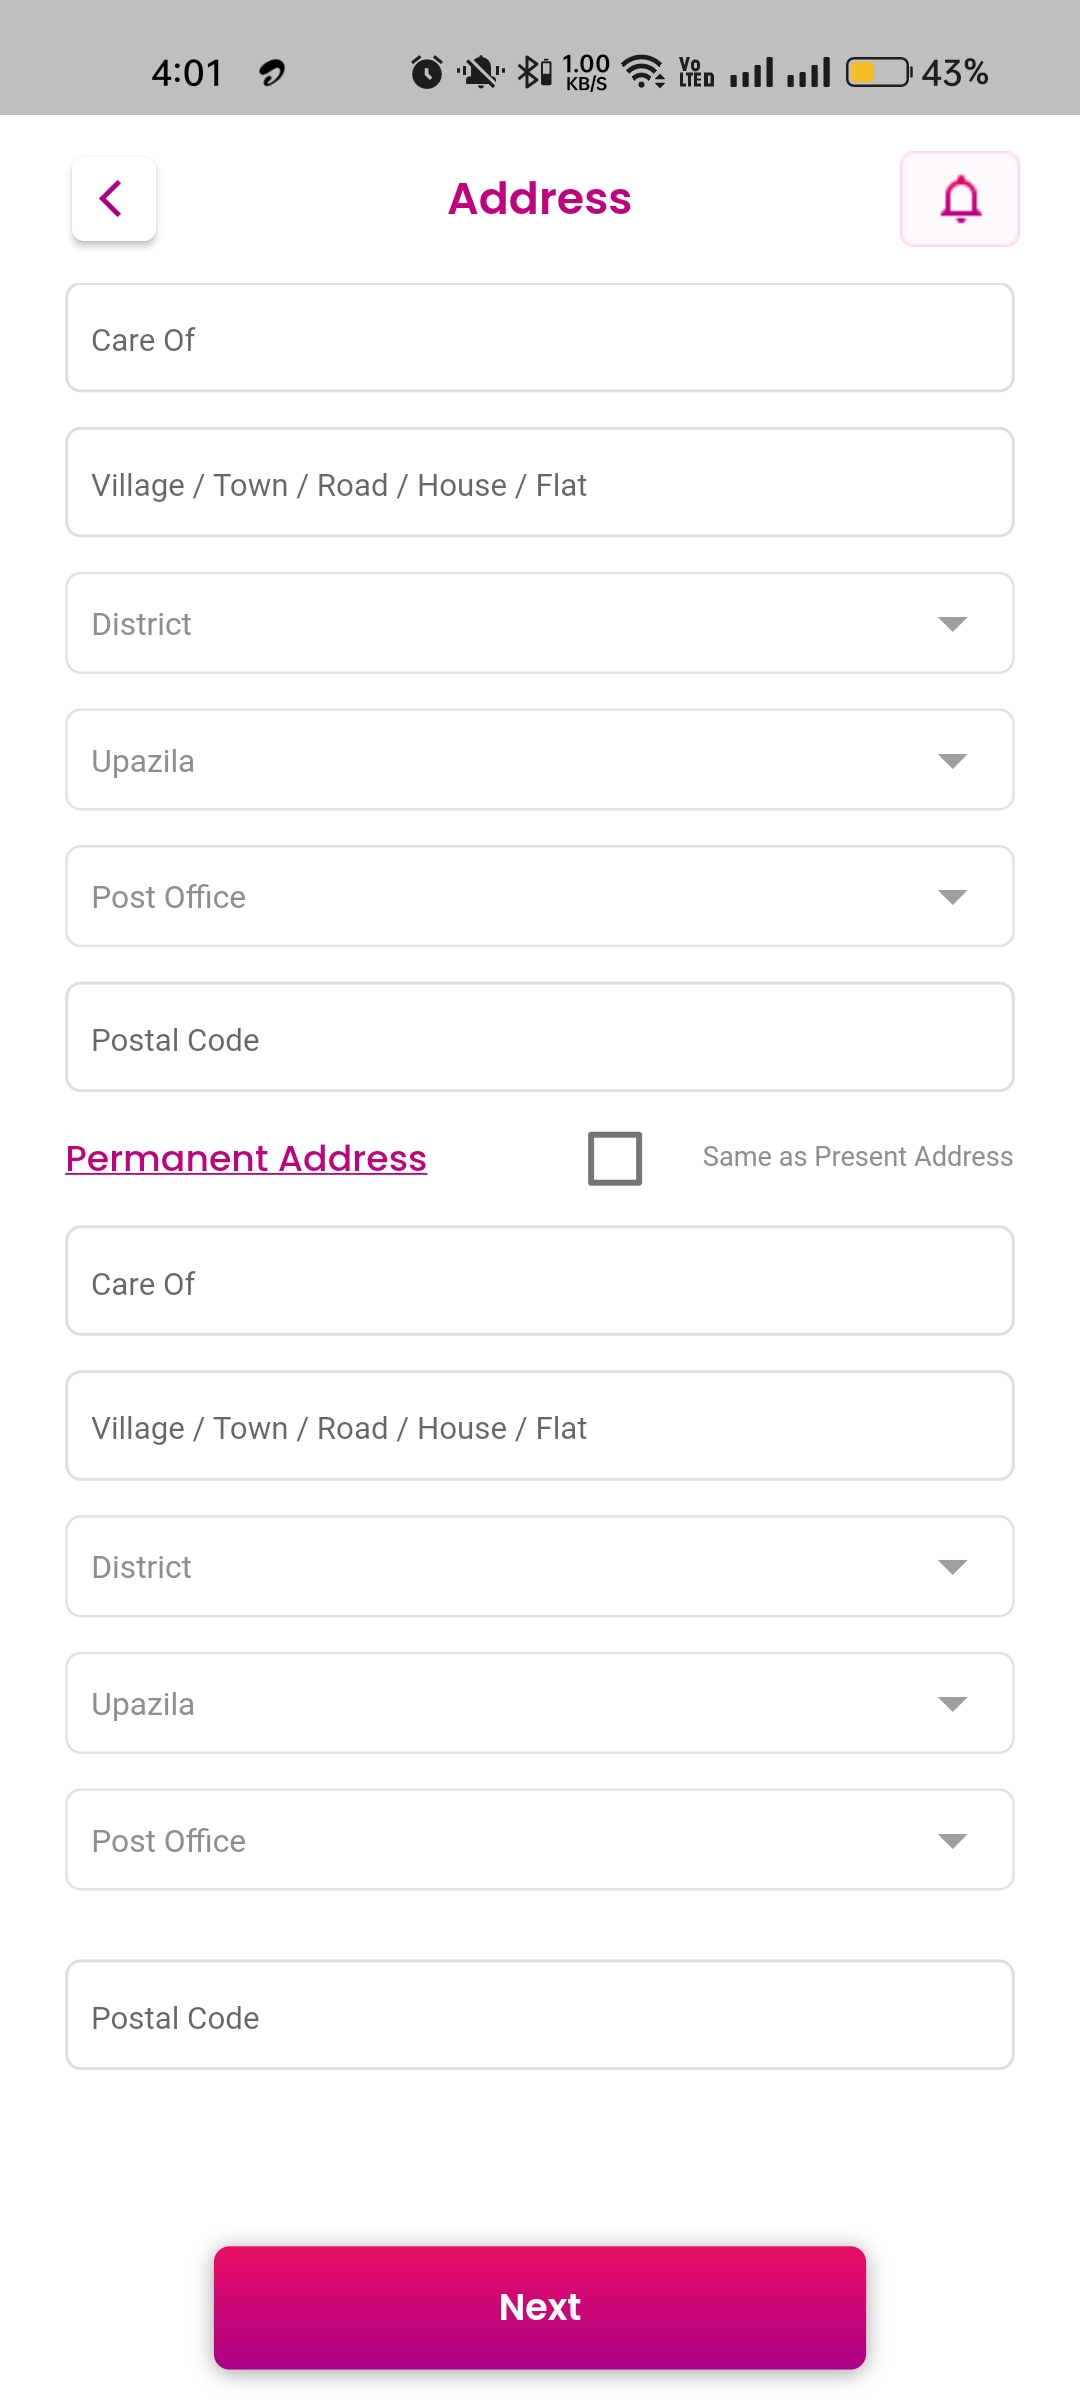 4:01 1.00 KB/S Vo LTED 43%
Address
Care Of
Village / Town / Road / House / Flat
District
Upazila
Post Office
Postal Code
Permanent Address Same as Present Address
Care Of
Village / Town / Road / House / Flat
District
Upazila
Post Office
Postal Code
Next